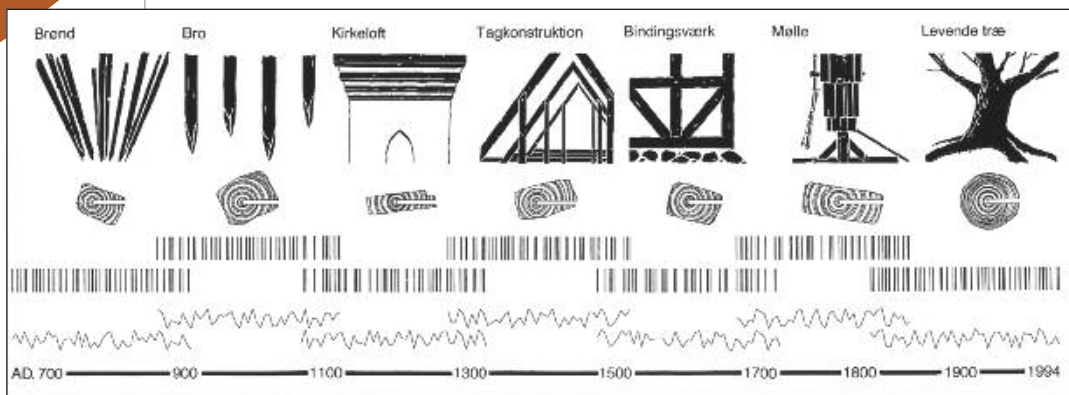 Brønd Bro Kirkeloft Tagkonstruktion Bindingsværk Mølle Levende træ
AD. 700 900 1100 1300 1500 1700 1800 1900 1994